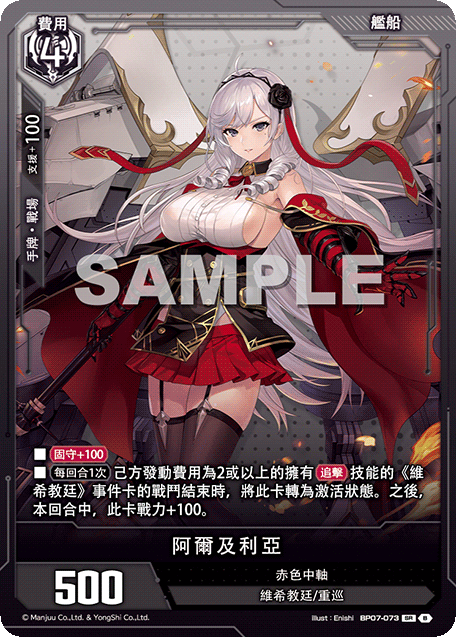 費用
4
艦船
支援+100
手牌・戰場
SAMPLE
■ 固守+100
■ 每回合1次 己方發動費用為2或以上的擁有 追擊 技能的《維
希教廷》事件卡的戰鬥結束時，將此卡轉為激活狀態。之後，
本回合中，此卡戰力+100。
阿爾及利亞
500
赤色中軸
維希教廷/重巡
© Manjuu Co.,Ltd. & YongShi Co.,Ltd.
Illust : Enishi BP07-073 SR B